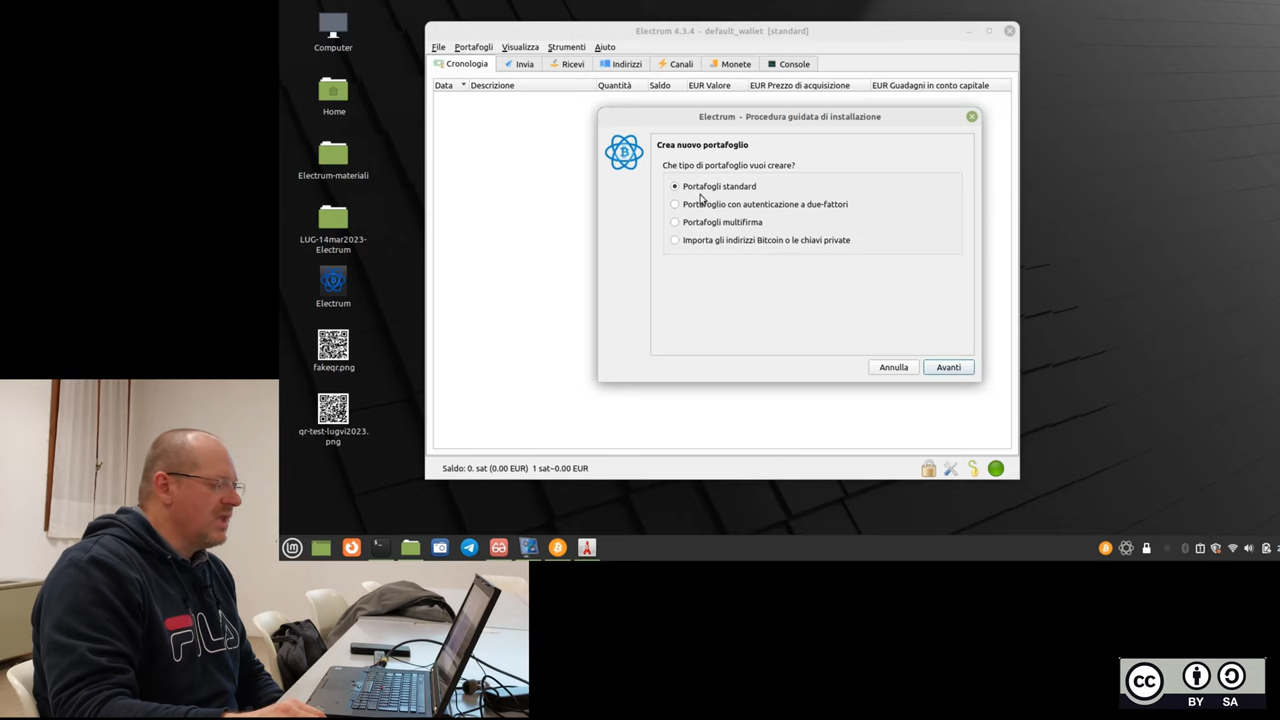 Computer
Home
Electrum-materiali
LUG-14mar2023-
Electrum
Electrum
fakeqr.png
qr-test-lugvi2023.
png
Electrum 4.3.4 - default_wallet [standard]
File Portafogli Visualizza Strumenti Aiuto
Cronologia Invia Ricevi Indirizzi Canali Monete Console
Data Descrizione Quantità Saldo EUR Valore EUR Prezzo di acquisizione EUR Guadagni in conto capitale
Electrum - Procedura guidata di installazione
Crea nuovo portafoglio
Che tipo di portafoglio vuoi creare?
Portafogli standard
Portafoglio con autenticazione a due-fattori
Portafogli multifirma
Importa gli indirizzi Bitcoin o le chiavi private
Annulla Avanti
Saldo: 0. sat (0.00 EUR) 1 sat~0.00 EUR
FILA
CC
BY SA